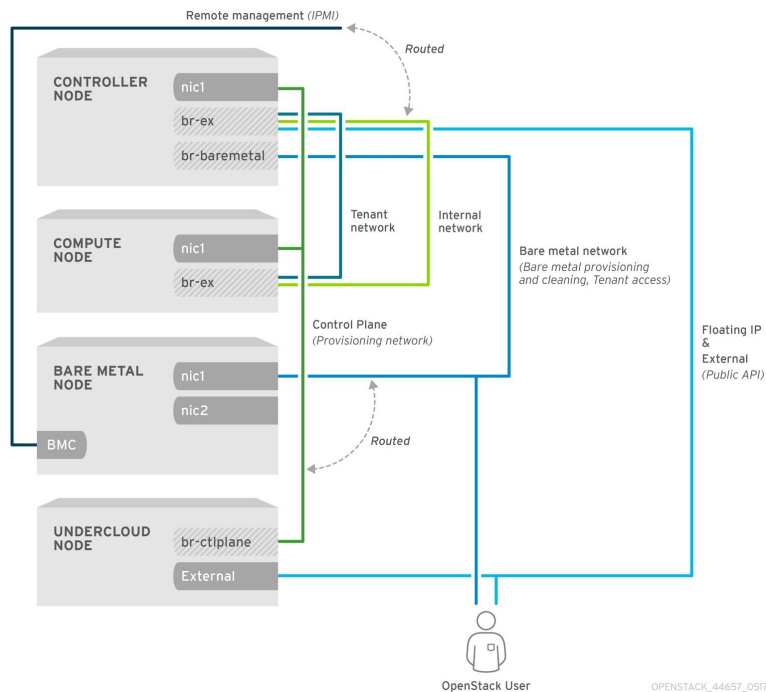 Remote management (IPMI)
Routed
CONTROLLER
NODE
nic1
br-ex
br-baremetal
Tenant
network
Internal
network
COMPUTE
NODE
nic1
br-ex
Bare metal network
(Bare metal provisioning
and cleaning, Tenant access)
Control Plane
(Provisioning network)
Floating IP
&
External
(Public API)
BARE METAL
NODE
nic1
nic2
BMC
Routed
UNDERCLOUD
NODE
br-ctlplane
External
OpenStack User
OPENSTACK_44657_0517